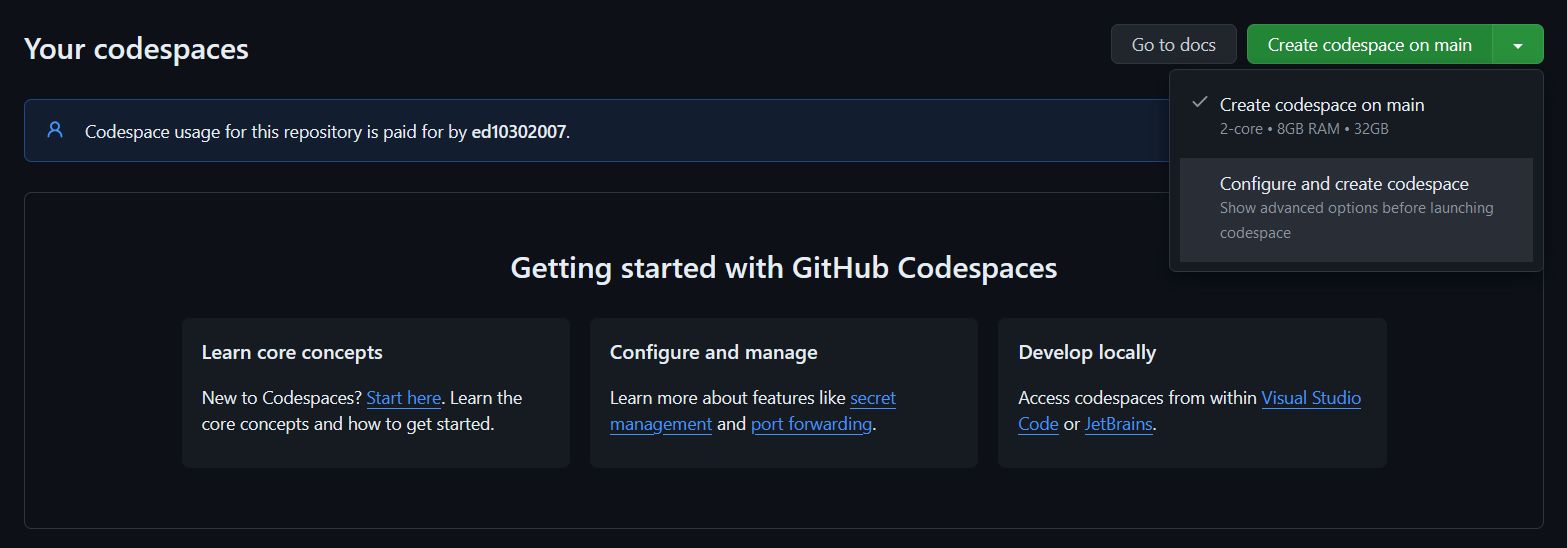 Your codespaces
Go to docs
Create codespace on main
Codespace usage for this repository is paid for by ed10302007.
Create codespace on main
2-core • 8GB RAM • 32GB
Configure and create codespace
Show advanced options before launching
codespace
Getting started with GitHub Codespaces
Learn core concepts
New to Codespaces? Start here. Learn the
core concepts and how to get started.
Configure and manage
Learn more about features like secret
management and port forwarding.
Develop locally
Access codespaces from within Visual Studio
Code or JetBrains.